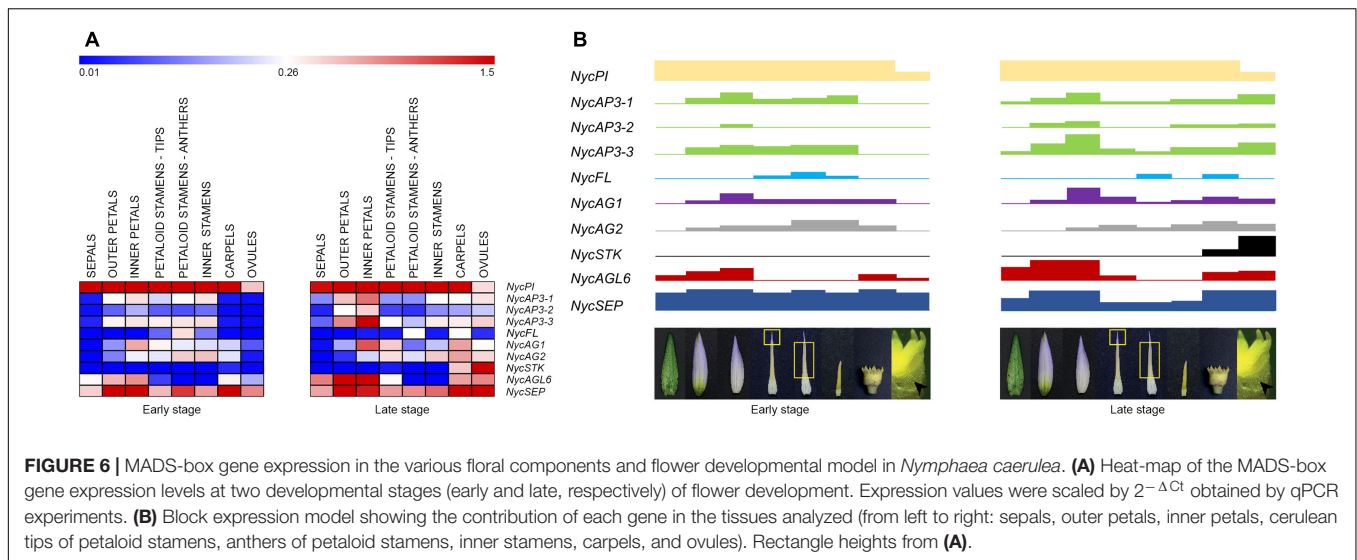 A
0.01 0.26 1.5
SEPALS
OUTER PETALS
INNER PETALS
PETALOID STAMENS - TIPS
PETALOID STAMENS - ANTHERS
INNER STAMENS
CARPELS
OVULES
SEPALS
OUTER PETALS
INNER PETALS
PETALOID STAMENS - TIPS
PETALOID STAMENS - ANTHERS
INNER STAMENS
CARPELS
OVULES
NycPI
NycAP3-1
NycAP3-2
NycAP3-3
NycFL
NycAG1
NycAG2
NycSTK
NycAGL6
NycSEP
Early stage
Late stage
B
NycPI
NycAP3-1
NycAP3-2
NycAP3-3
NycFL
NycAG1
NycAG2
NycSTK
NycAGL6
NycSEP
Early stage
Late stage
FIGURE 6 | MADS-box gene expression in the various floral components and flower developmental model in Nymphaea caerulea. (A) Heat-map of the MADS-box
gene expression levels at two developmental stages (early and late, respectively) of flower development. Expression values were scaled by 2−ΔCt obtained by qPCR
experiments. (B) Block expression model showing the contribution of each gene in the tissues analyzed (from left to right: sepals, outer petals, inner petals, cerulean
tips of petaloid stamens, anthers of petaloid stamens, inner stamens, carpels, and ovules). Rectangle heights from (A).